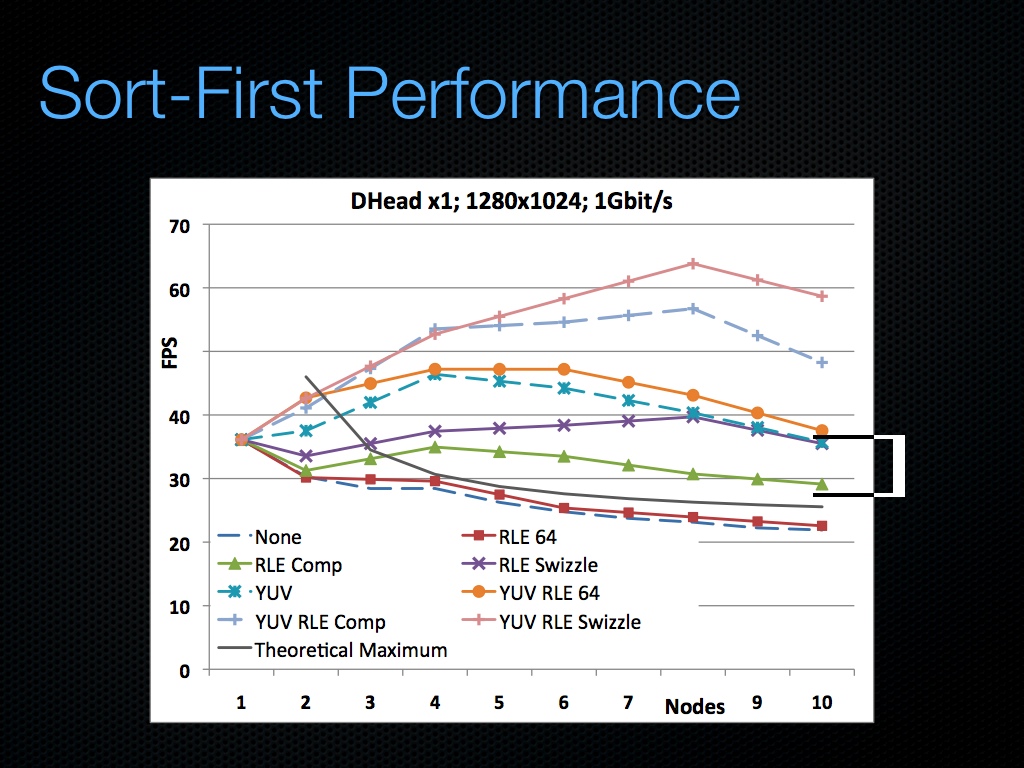 Sort-First Performance
DHead x1; 1280x1024; 1Gbit/s
70
60
40
30
20
10
0
FPS
None
RLE 64
RLE Comp
RLE Swizzle
YUV
YUV RLE 64
YUV RLE Comp
YUV RLE Swizzle
Theoretical Maximum
1 2 3 4 5 6 7 Nodes 9 10